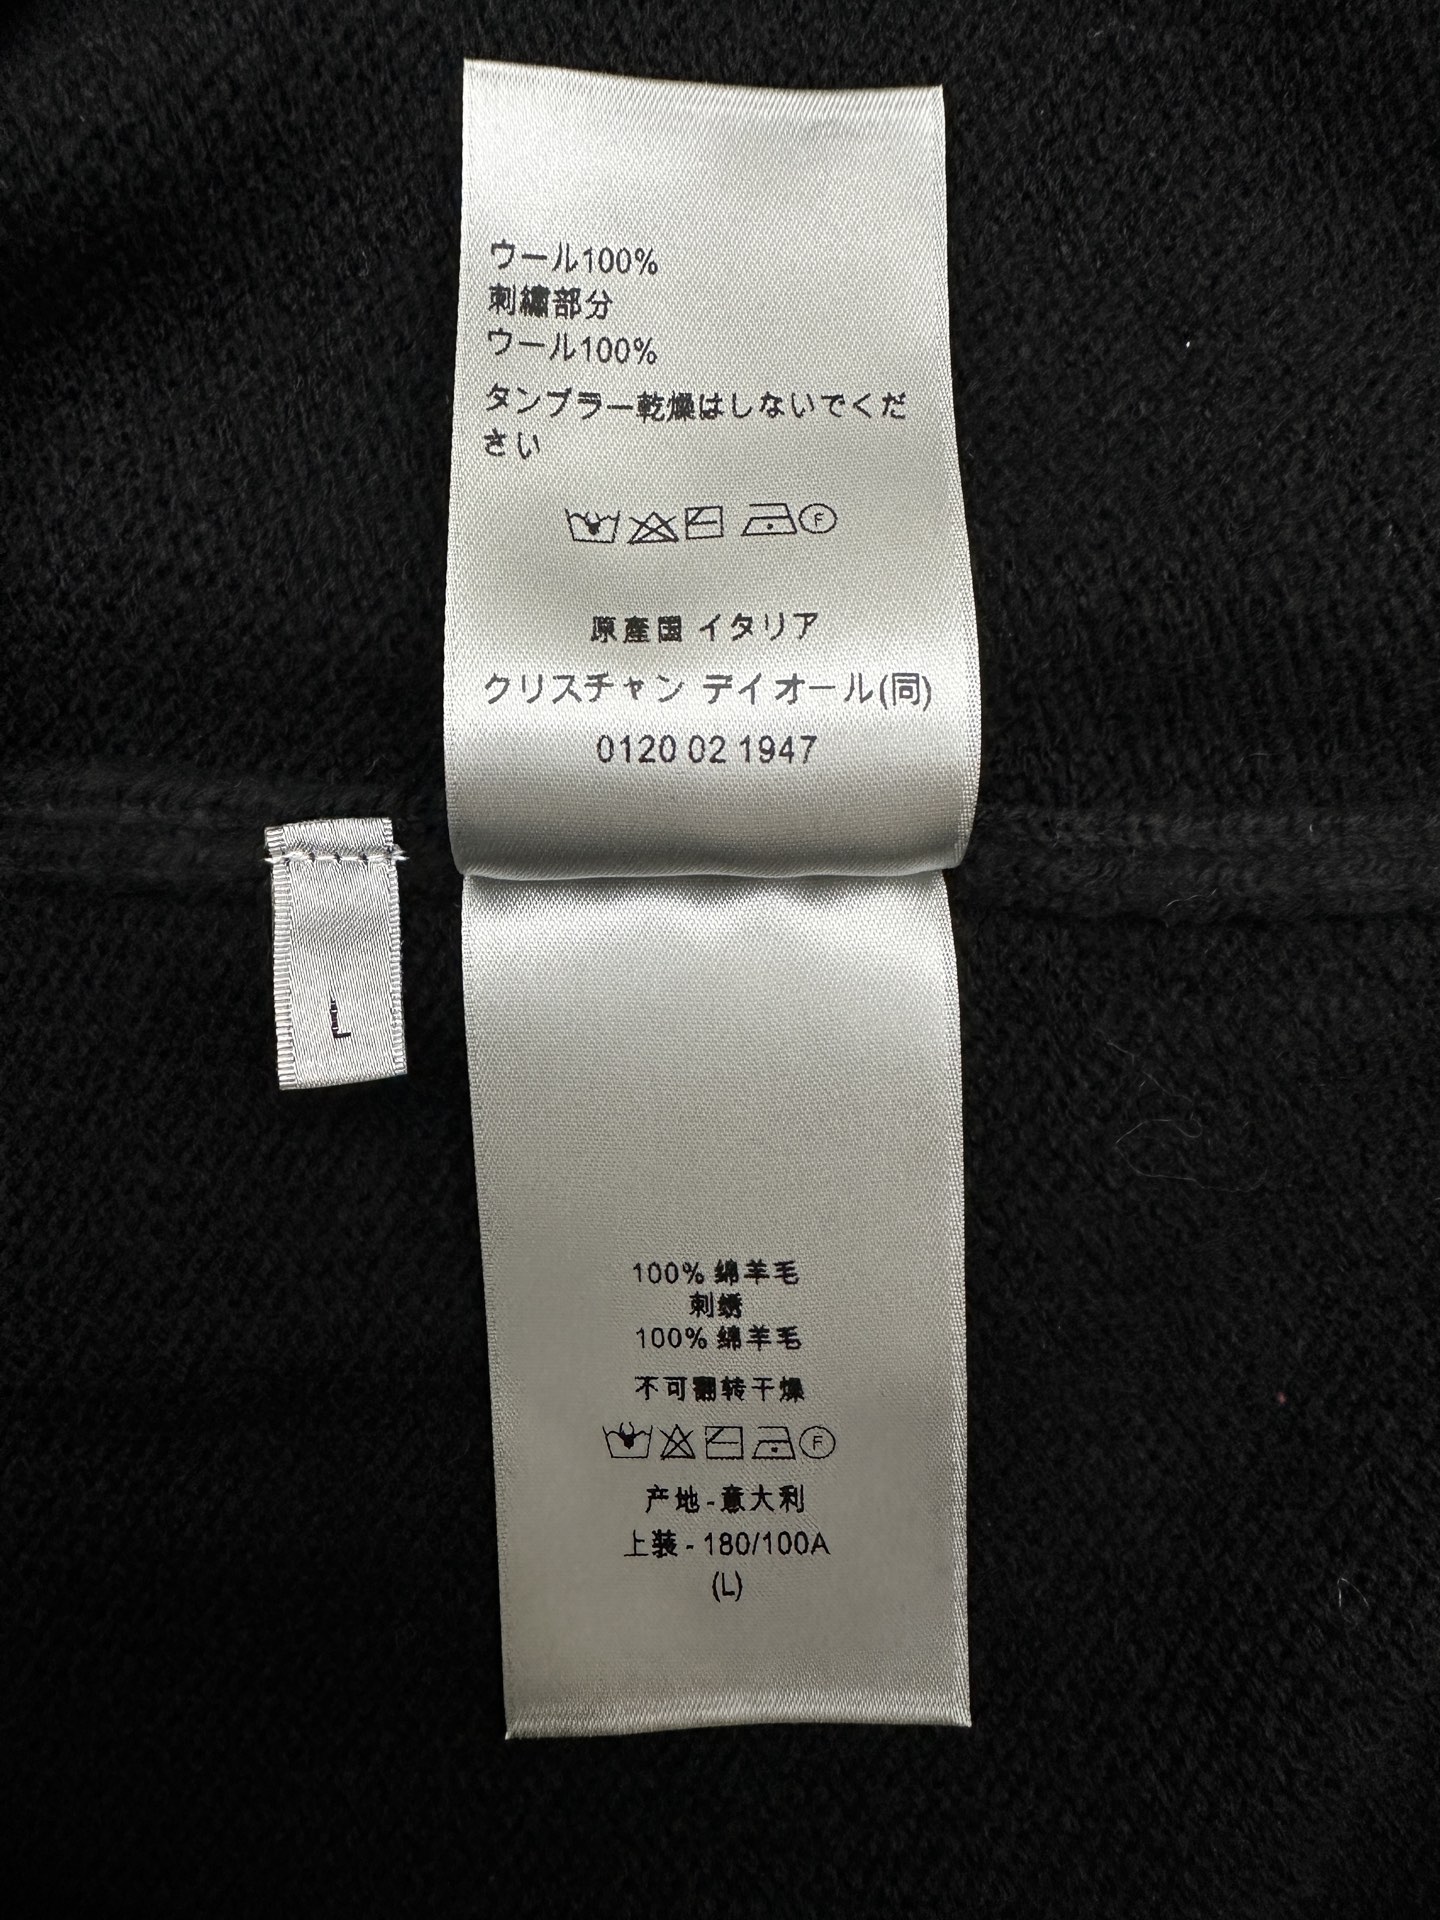 ウール100%
刺繍部分
ウール100%
タンブラー乾燥はしないでくだ
さい
F
原産国 イタリア
クリスチャン デイオール(同)
0120 02 1947
L
100% 绵羊毛
刺绣
100% 绵羊毛
不可翻转干燥
F
产地 - 意大利
上装 - 180/100A
(L)